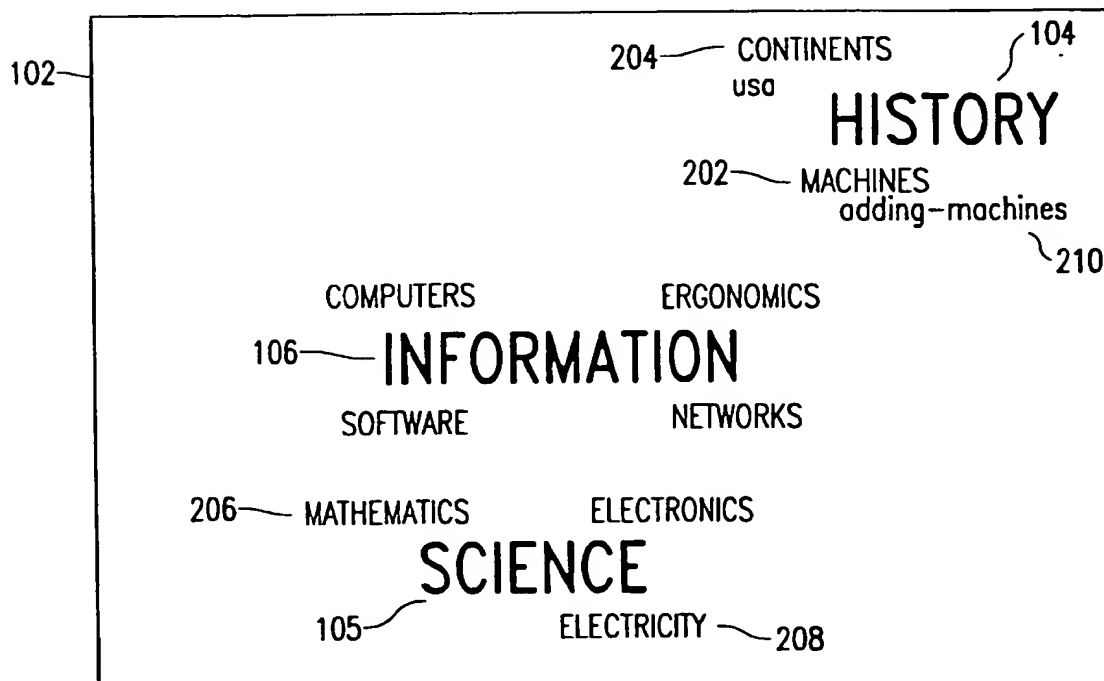 204 CONTINENTS 104
102 usa
HISTORY
202 MACHINES
adding-machines
210
COMPUTERS ERGONOMICS
106 INFORMATION
SOFTWARE NETWORKS
206 MATHEMATICS ELECTRONICS
SCIENCE
105 ELECTRICITY 208